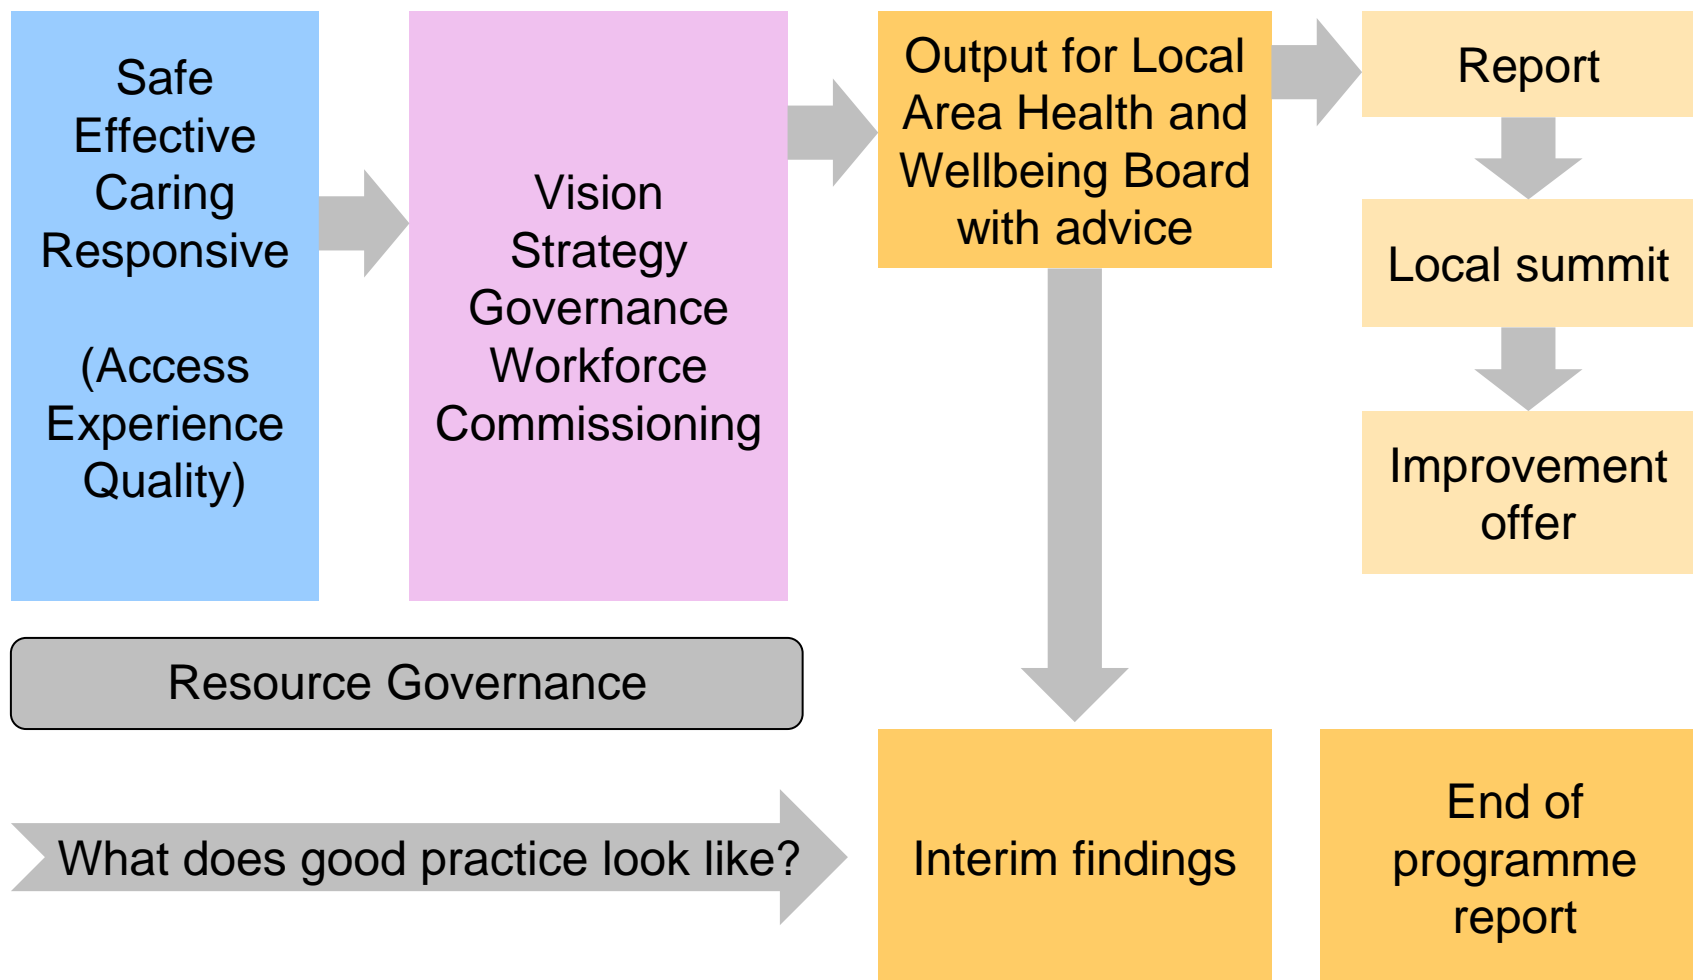 Safe
Effective
Caring
Responsive
(Access
Experience
Quality)
Vision
Strategy
Governance
Workforce
Commissioning
Output for Local
Area Health and
Wellbeing Board
with advice
Report
Local summit
Improvement
offer
Resource Governance
What does good practice look like?
Interim findings
End of
programme
report